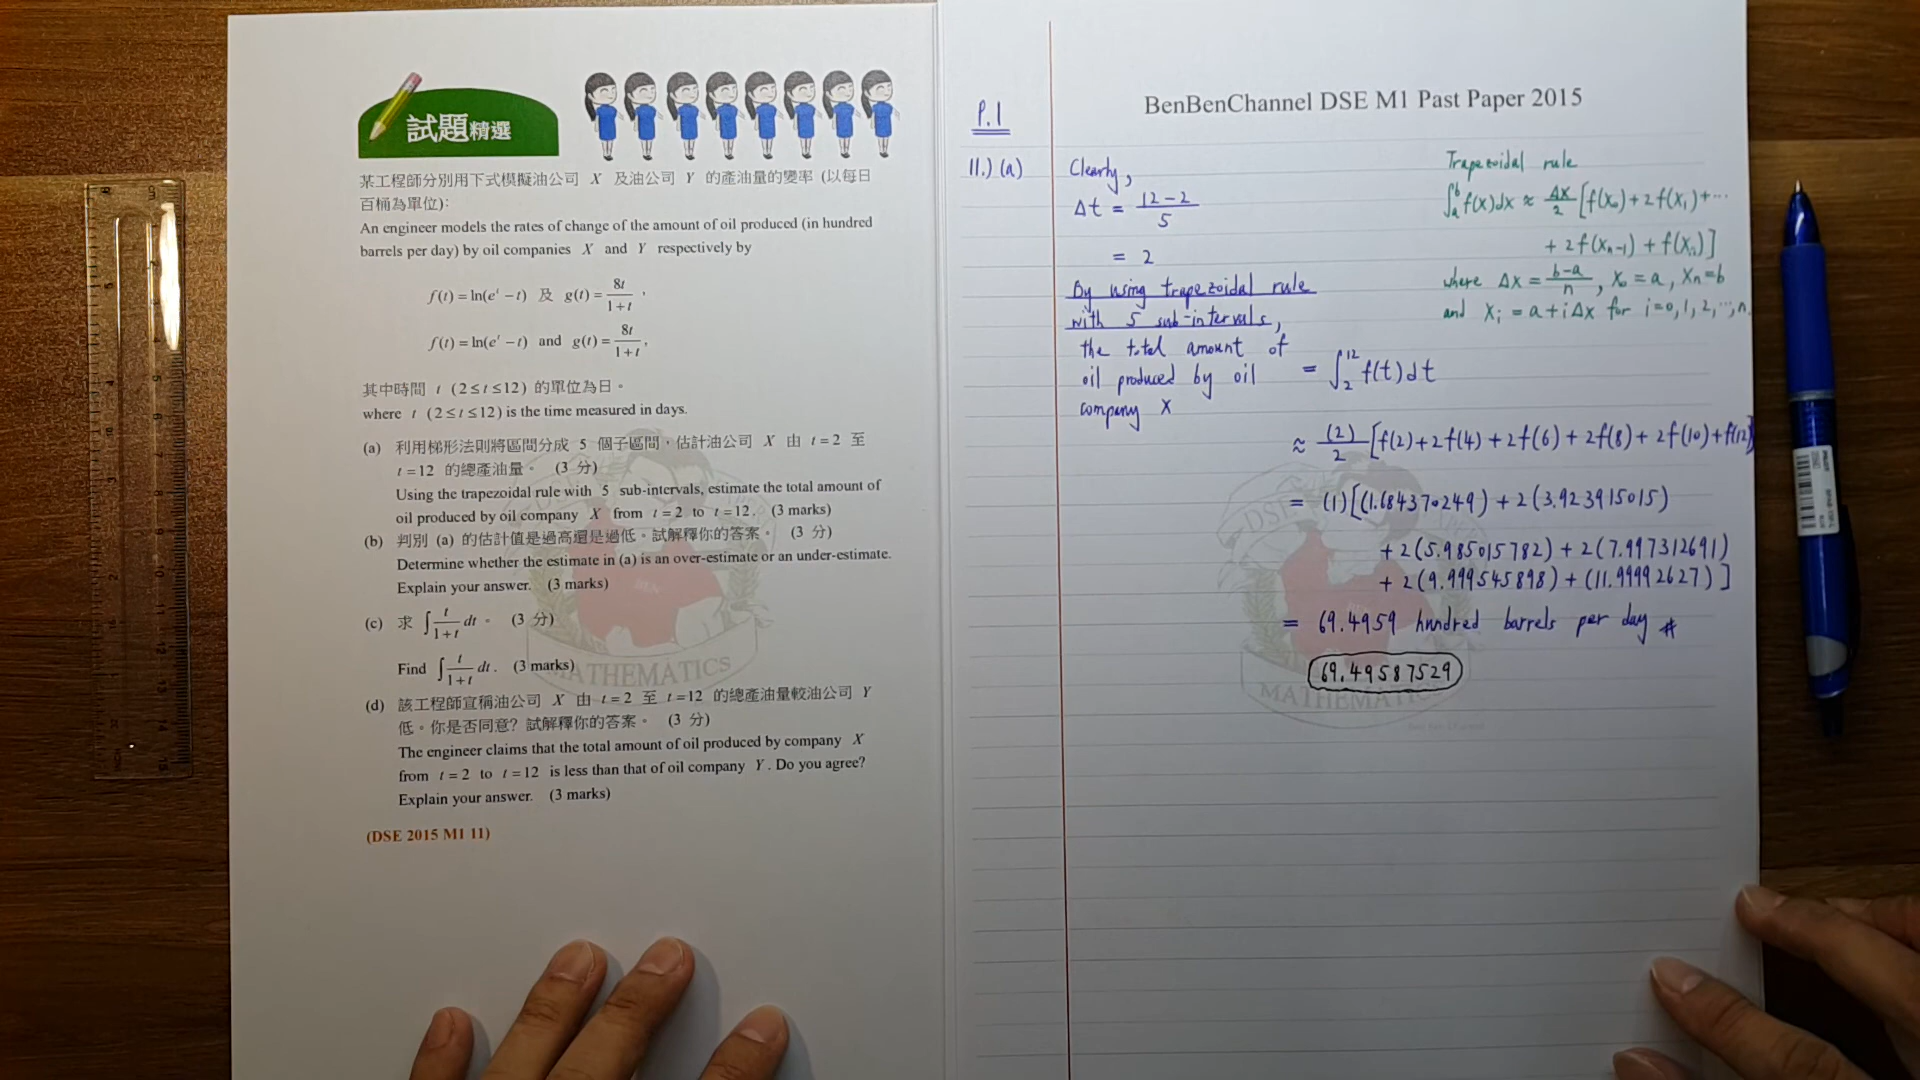 試題精選
某工程師分別用下式模擬油公司 X 及油公司 Y 的產油量的變率 (以每日
百桶為單位):
An engineer models the rates of change of the amount of oil produced (in hundred
barrels per day) by oil companies X and Y respectively by
f(t) = ln(e^t − t) 及 g(t) = 8t/(1+t) ,
f(t) = ln(e^t − t) and g(t) = 8t/(1+t),
其中時間 t (2 ≤ t ≤ 12) 的單位為日。
where t (2 ≤ t ≤ 12) is the time measured in days.
(a) 利用梯形法則將區間分成 5 個子區間,估計油公司 X 由 t = 2 至
t = 12 的總產油量。 (3 分)
Using the trapezoidal rule with 5 sub-intervals, estimate the total amount of
oil produced by oil company X from t = 2 to t = 12. (3 marks)
(b) 判別 (a) 的估計值是過高還是過低。試解釋你的答案。 (3 分)
Determine whether the estimate in (a) is an over-estimate or an under-estimate.
Explain your answer. (3 marks)
(c) 求 ∫ t/(1+t) dt 。 (3 分)
Find ∫ t/(1+t) dt . (3 marks)
(d) 該工程師宣稱油公司 X 由 t = 2 至 t = 12 的總產油量較油公司 Y
低。你是否同意? 試解釋你的答案。 (3 分)
The engineer claims that the total amount of oil produced by company X
from t = 2 to t = 12 is less than that of oil company Y . Do you agree?
Explain your answer. (3 marks)
(DSE 2015 M1 11)
MATHEMATICS
BenBenChannel DSE M1 Past Paper 2015
P.1
11.) (a) Clearly,
Δt = (12 − 2)/5
= 2
By using trapezoidal rule
with 5 sub-intervals,
the total amount of
oil produced by oil
company X
= ∫₂¹² f(t) dt
≈ (2)/2 [f(2) + 2f(4) + 2f(6) + 2f(8) + 2f(10) + f(12)]
= (1)[(1.684370249) + 2(3.923915015)
+ 2(5.985015782) + 2(7.997312691)
+ 2(9.999545898) + (11.99992627)]
= 69.4959 hundred barrels per day #
69.49587529
Trapezoidal rule
∫ₐᵇ f(x)dx ≈ Δx/2 [f(x₀) + 2f(x₁) + ⋯
+ 2f(xₙ₋₁) + f(xₙ)]
where Δx = (b−a)/n , x₀ = a, xₙ = b
and xᵢ = a + iΔx for i = 0, 1, 2, ⋯, n.
DSE
MATHEMATICS